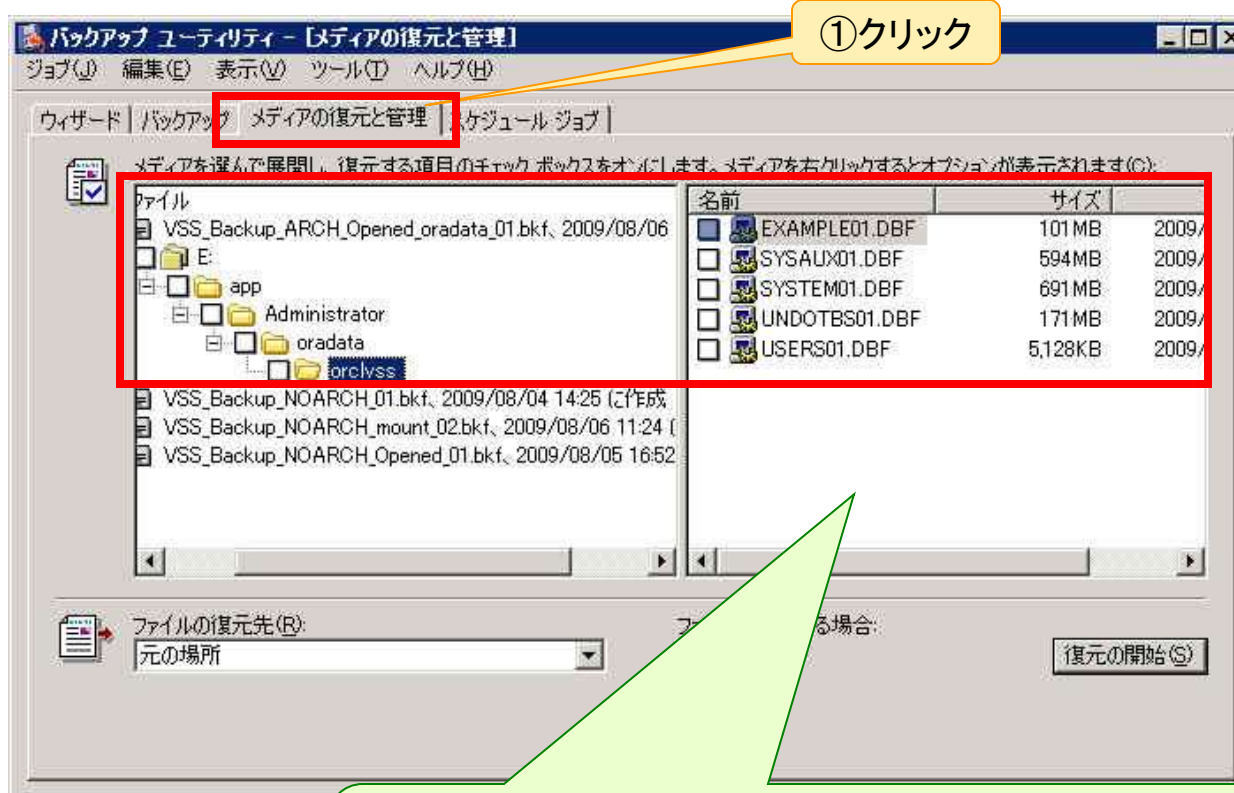 バックアップ ユーティリティ - [メディアの復元と管理]
①クリック
ジョブ(J) 編集(E) 表示(V) ツール(T) ヘルプ(H)
ウィザード バックアップ メディアの復元と管理 スケジュール ジョブ
メディアを選んで展開し、復元する項目のチェック ボックスをオンにします。メディアを右クリックするとオプションが表示されます(C):
ファイル
VSS_Backup_ARCH_Opened_oradata_01.bkf、2009/08/06
E:
app
Administrator
oradata
orclvss
VSS_Backup_NOARCH_01.bkf、2009/08/04 14:25 に作成
VSS_Backup_NOARCH_mount_02.bkf、2009/08/06 11:24 (
VSS_Backup_NOARCH_Opened_01.bkf、2009/08/05 16:52
名前 サイズ
EXAMPLE01.DBF 101MB 2009/
SYSAUX01.DBF 594MB 2009/
SYSTEM01.DBF 691MB 2009/
UNDOTBS01.DBF 171MB 2009/
USERS01.DBF 5,128KB 2009/
ファイルの復元先(R):
元の場所
る場合:
復元の開始(S)